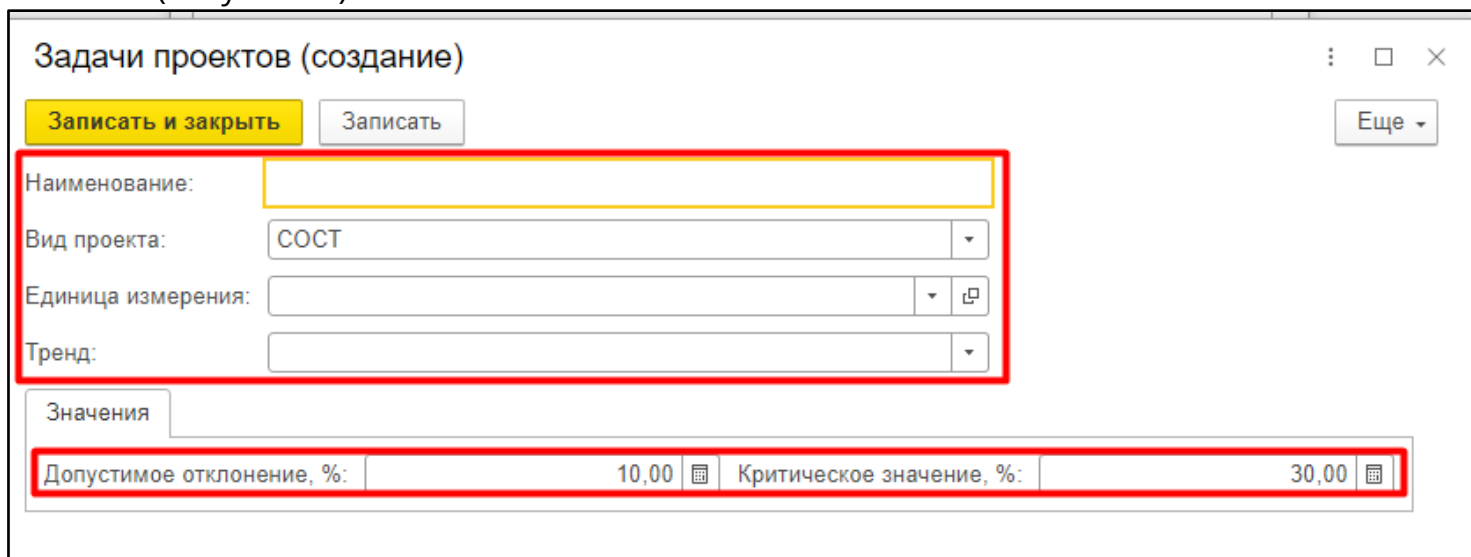 Задачи проектов (создание)
Записать и закрыть Записать Еще
Наименование:
Вид проекта: СОСТ
Единица измерения:
Тренд:
Значения
Допустимое отклонение, %: 10,00 Критическое значение, %: 30,00